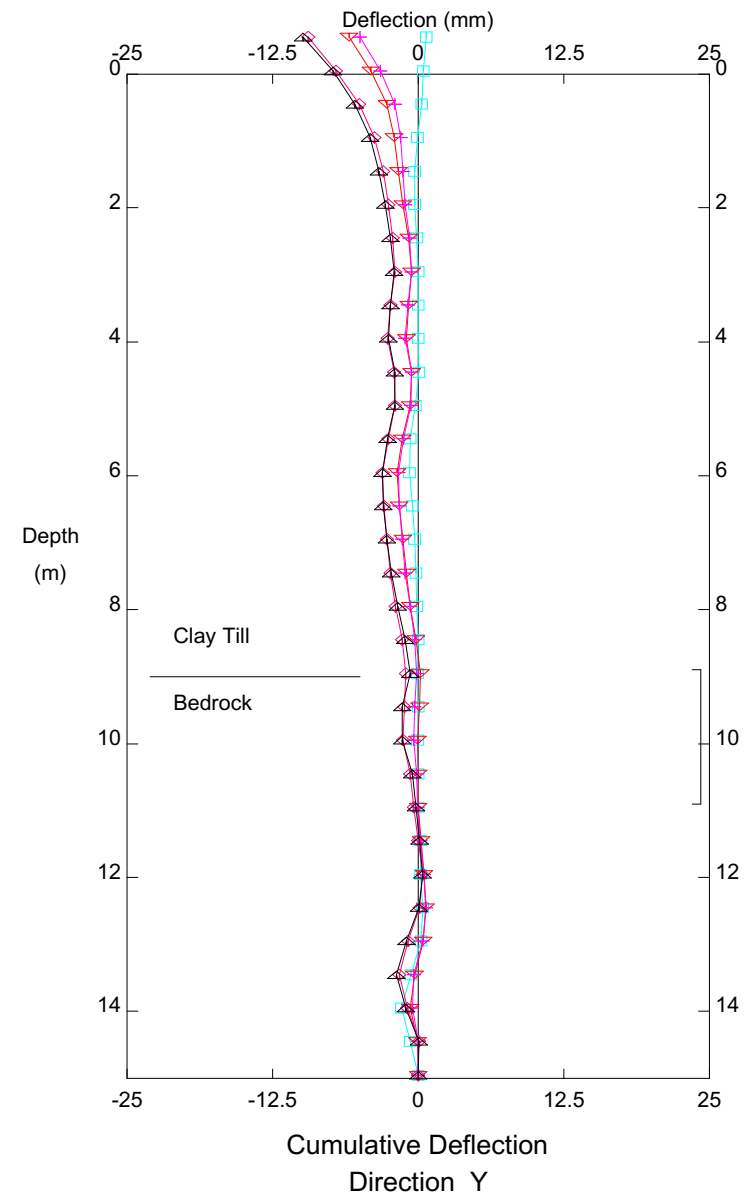 Deflection (mm)
-25 -12.5 0 12.5 25
0 0
2 2
4 4
6 6
Depth
(m)
8 8
Clay Till
Bedrock
10 10
12 12
14 14
-25 -12.5 0 12.5 25
Cumulative Deflection
Direction Y